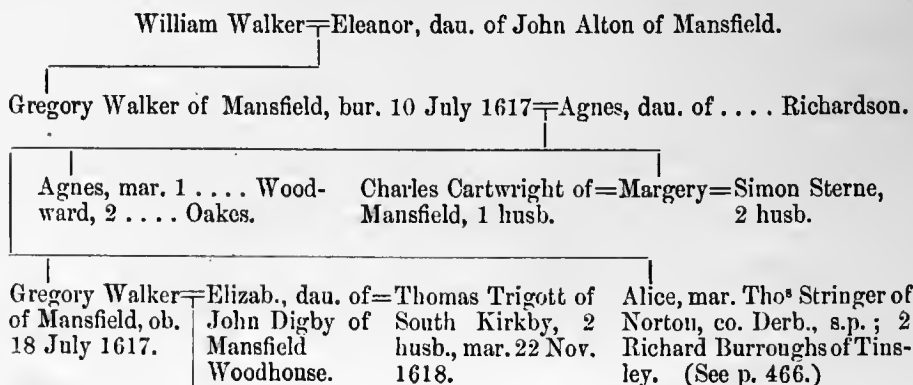 William Walker=Eleanor, dau. of John Alton of Mansfield.
Gregory Walker of Mansfield, bur. 10 July 1617=Agnes, dau. of .... Richardson.
Agnes, mar. 1 .... Wood-
ward, 2 .... Oakes.
Charles Cartwright of=Margery=Simon Sterne,
Mansfield, 1 husb.
2 husb.
Gregory Walker=
of Mansfield, ob.
18 July 1617.
Elizab., dau. of=
John Digby of
Mansfield
Woodhouse.
Thomas Trigott of
South Kirkby, 2
husb., mar. 22 Nov.
1618.
Alice, mar. Thoˢ Stringer of
Norton, co. Derb., s.p.; 2
Richard Burroughs of Tins-
ley. (See p. 466.)